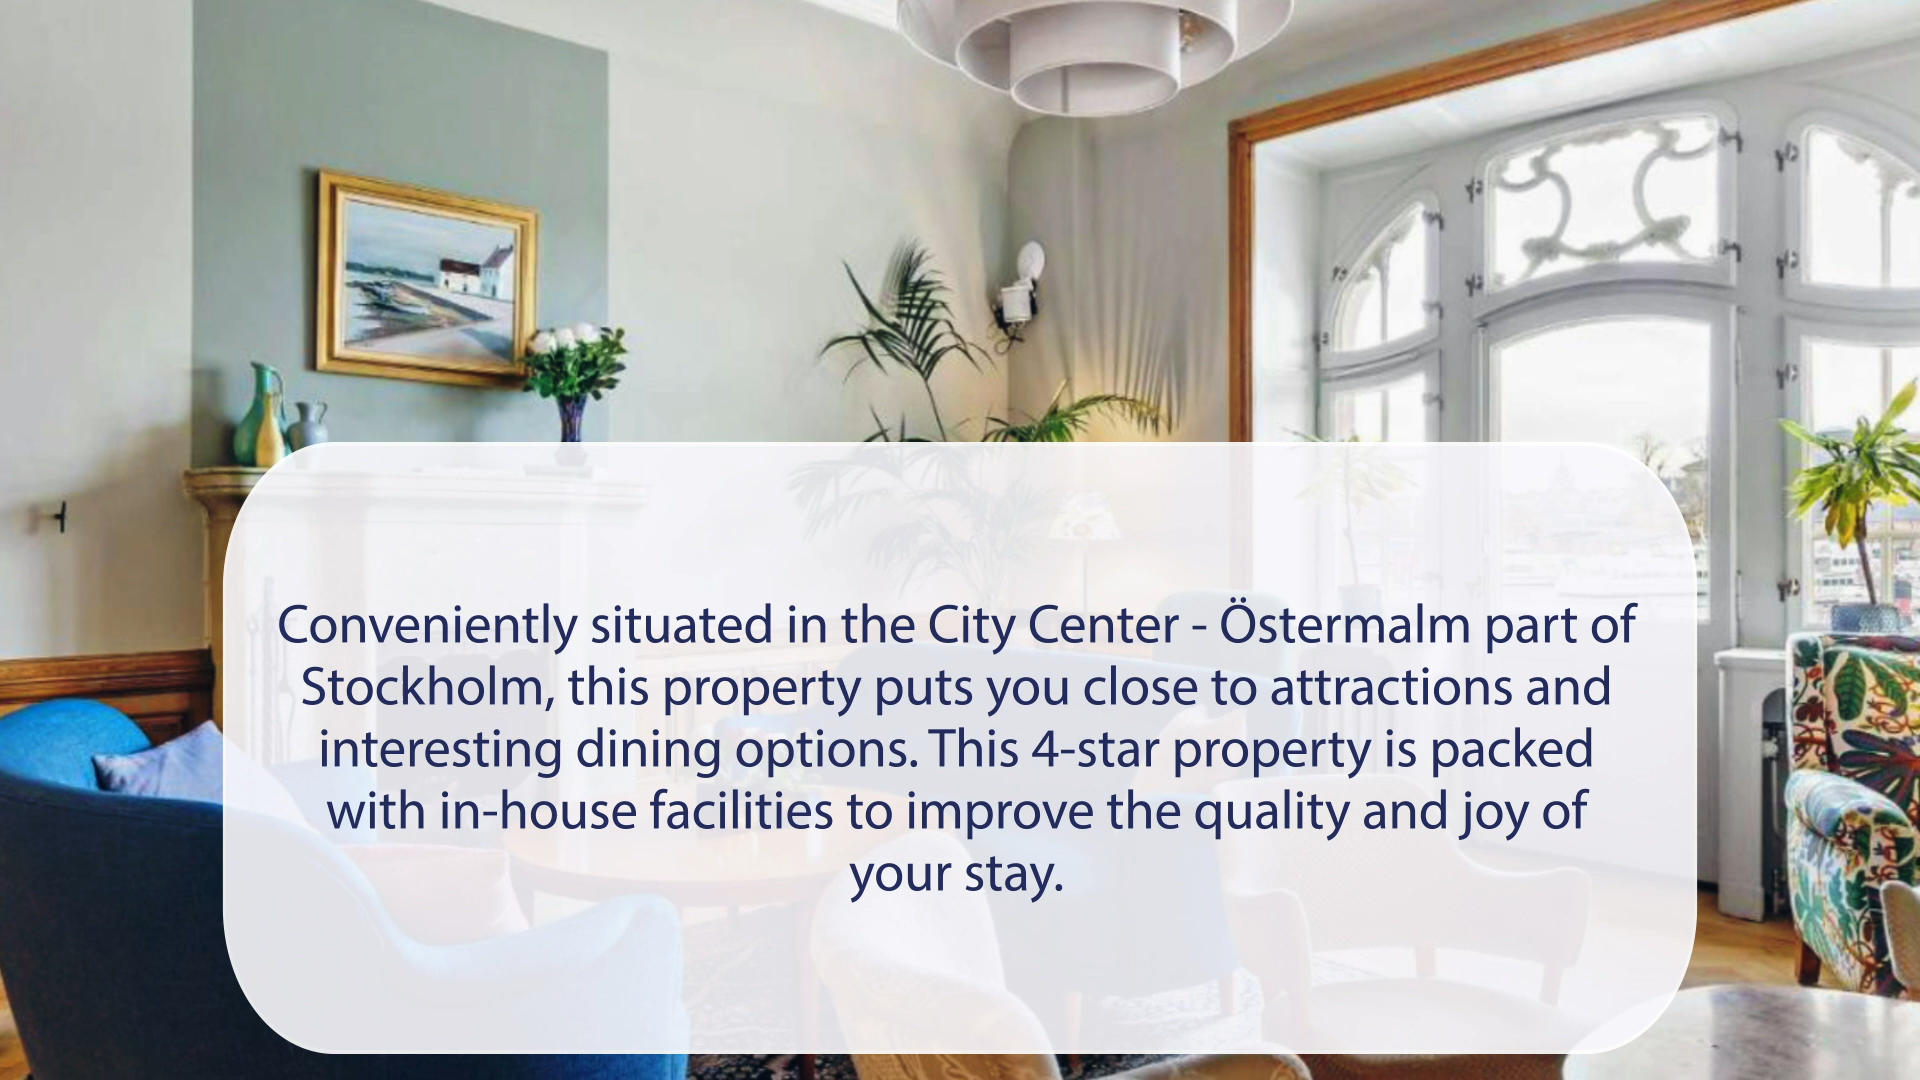 Conveniently situated in the City Center - Östermalm part of
Stockholm, this property puts you close to attractions and
interesting dining options. This 4-star property is packed
with in-house facilities to improve the quality and joy of
your stay.